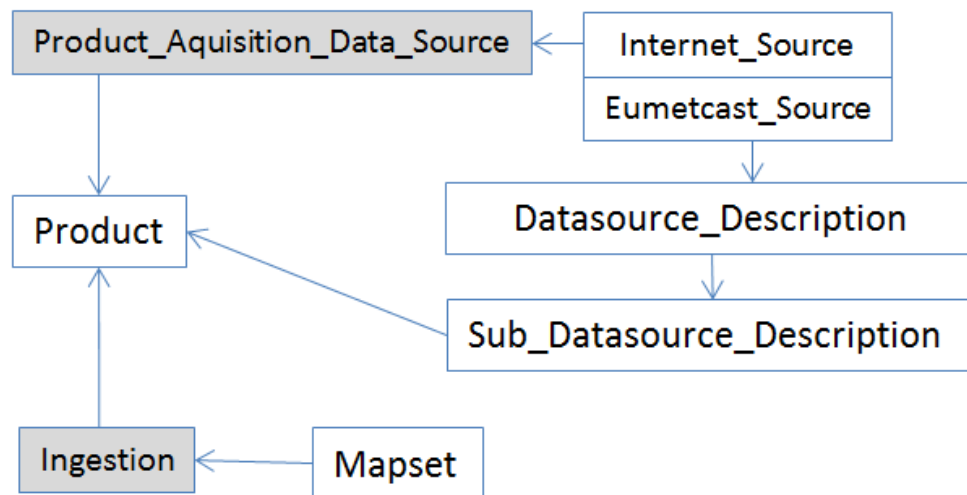 Product_Aquisition_Data_Source
Internet_Source
Eumetcast_Source
Product
Datasource_Description
Sub_Datasource_Description
Ingestion
Mapset